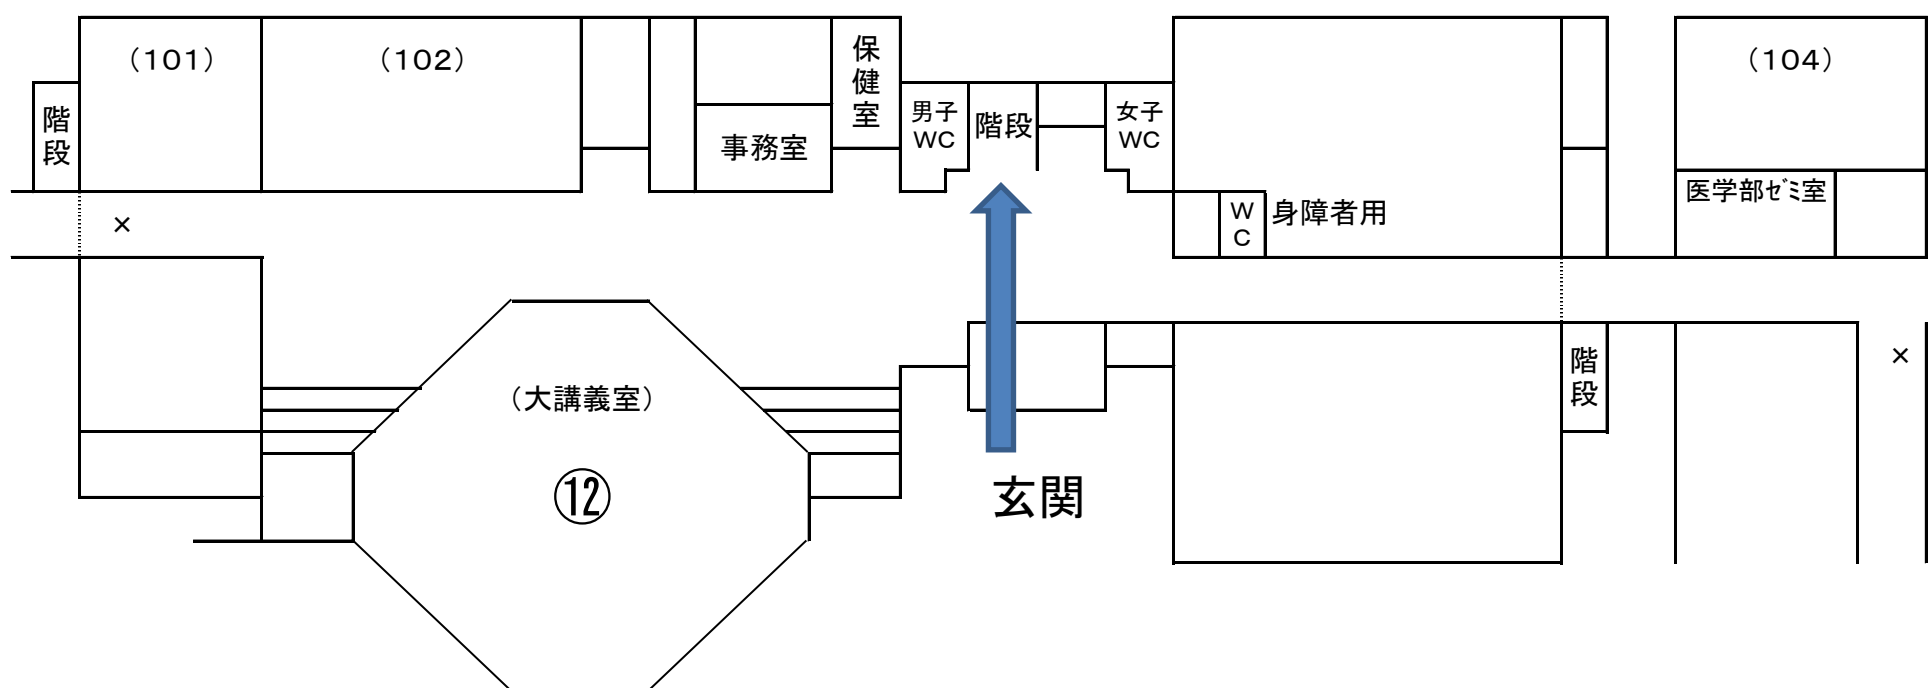 （101）
（102）
保健室
（104）
階段
男子
WC
階段
女子
WC
事務室
医学部ｾﾞﾐ室
×
WC
身障者用
×
階段
（大講義室）
⑫
玄関